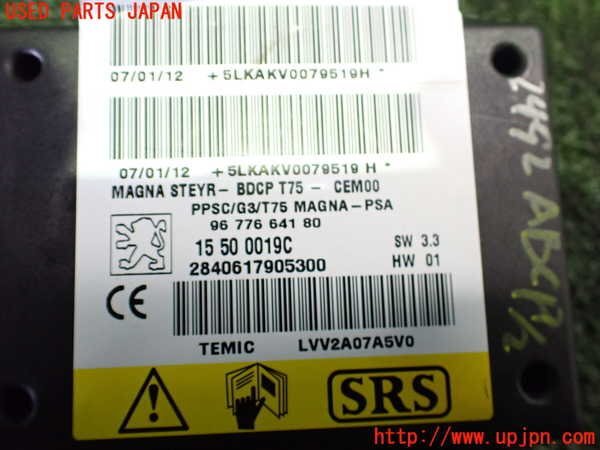 USED PARTS JAPAN
07/01/12 +5LKAKV0079519H*
07/01/12 +5LKAKV0079519H*
MAGNA STEYR- BDCP T75 - CEM00
PPSC/G3/T75 MAGNA-PSA
96 776 641 80
15 50 0019C SW 3.3
2840617905300 HW 01
CE
TEMIC LVV2A07A5V0
SRS
http://www.upjpn.com